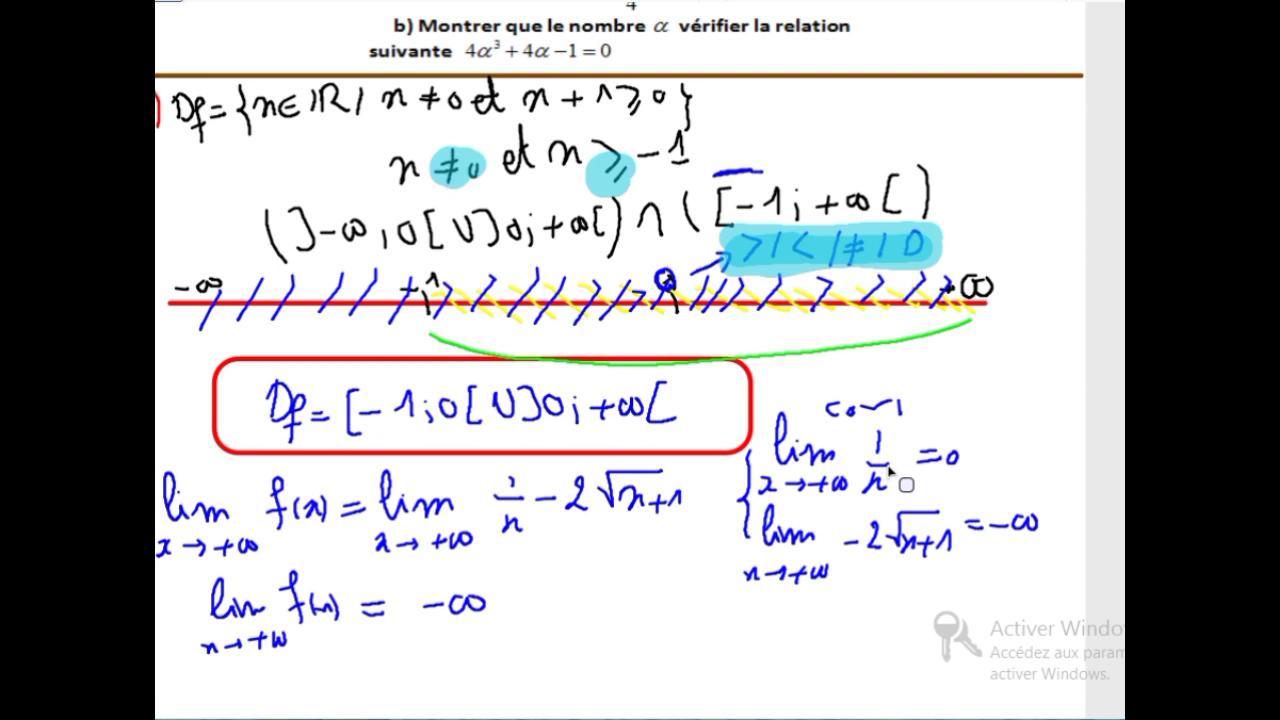 4
b) Montrer que le nombre α vérifier la relation
suivante 4α³ + 4α − 1 = 0
) Df = {x ∈ ℝ / x ≠ 0 et x + 1 ≥ 0}
x ≠ 0 et x ≥ −1
(]−∞ ; 0[ ∪ ]0 ; +∞[) ∩ ([−1 ; +∞[)
> / < / ≠ / 0
−∞ −1 0 +∞
Df = [−1 ; 0[ ∪ ]0 ; +∞[
lim x → +∞ f(x) = lim x → +∞ 1/x − 2√(x+1)
lim x → +∞ f(x) = −∞
lim x → +∞ 1/x = 0
lim x → +∞ −2√(x+1) = −∞
Activer Windo
Accédez aux param
activer Windows.